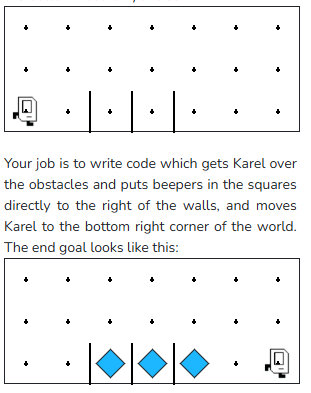 Your job is to write code which gets Karel over
the obstacles and puts beepers in the squares
directly to the right of the walls, and moves
Karel to the bottom right corner of the world.
The end goal looks like this: